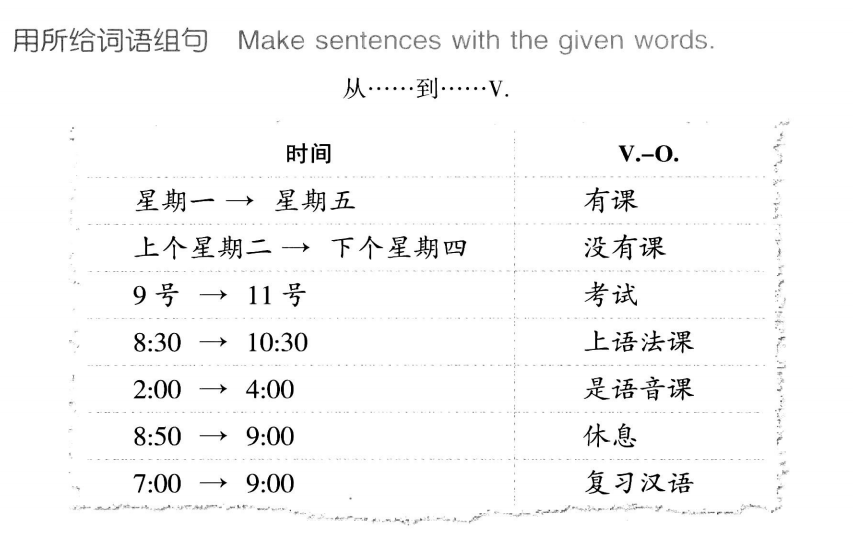 用所给词语组句 Make sentences with the given words.
从……到……V.
时间 V.–O.
星期一 → 星期五 有课
上个星期二 → 下个星期四 没有课
9 号 → 11 号 考试
8:30 → 10:30 上语法课
2:00 → 4:00 是语音课
8:50 → 9:00 休息
7:00 → 9:00 复习汉语